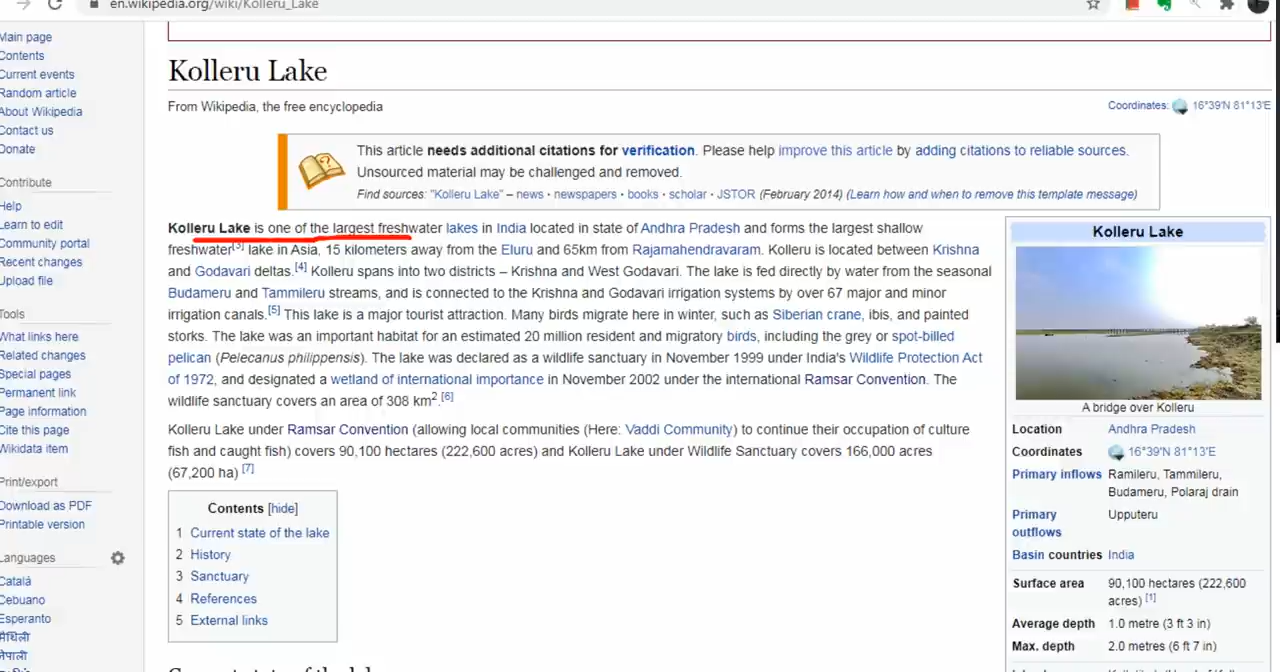 en.wikipedia.org/wiki/Kolleru_Lake
Main page
Contents
Current events
Random article
About Wikipedia
Contact us
Donate
Contribute
Help
Learn to edit
Community portal
Recent changes
Upload file
Tools
What links here
Related changes
Special pages
Permanent link
Page information
Cite this page
Wikidata item
Print/export
Download as PDF
Printable version
Languages
Català
Cebuano
Esperanto
मैथिली
नेपाली
Kolleru Lake
From Wikipedia, the free encyclopedia
Coordinates: 16°39′N 81°13′E
This article needs additional citations for verification. Please help improve this article by adding citations to reliable sources.
Unsourced material may be challenged and removed.
Find sources: "Kolleru Lake" – news · newspapers · books · scholar · JSTOR (February 2014) (Learn how and when to remove this template message)
Kolleru Lake is one of the largest freshwater lakes in India located in state of Andhra Pradesh and forms the largest shallow
freshwater[3] lake in Asia, 15 kilometers away from the Eluru and 65km from Rajamahendravaram. Kolleru is located between Krishna
and Godavari deltas.[4] Kolleru spans into two districts – Krishna and West Godavari. The lake is fed directly by water from the seasonal
Budameru and Tammileru streams, and is connected to the Krishna and Godavari irrigation systems by over 67 major and minor
irrigation canals.[5] This lake is a major tourist attraction. Many birds migrate here in winter, such as Siberian crane, ibis, and painted
storks. The lake was an important habitat for an estimated 20 million resident and migratory birds, including the grey or spot-billed
pelican (Pelecanus philippensis). The lake was declared as a wildlife sanctuary in November 1999 under India's Wildlife Protection Act
of 1972, and designated a wetland of international importance in November 2002 under the international Ramsar Convention. The
wildlife sanctuary covers an area of 308 km2.[6]
Kolleru Lake under Ramsar Convention (allowing local communities (Here: Vaddi Community) to continue their occupation of culture
fish and caught fish) covers 90,100 hectares (222,600 acres) and Kolleru Lake under Wildlife Sanctuary covers 166,000 acres
(67,200 ha) [7]
Contents [hide]
1 Current state of the lake
2 History
3 Sanctuary
4 References
5 External links
Kolleru Lake
A bridge over Kolleru
Location Andhra Pradesh
Coordinates 16°39′N 81°13′E
Primary inflows Ramileru, Tammileru,
Budameru, Polaraj drain
Primary Upputeru
outflows
Basin countries India
Surface area 90,100 hectares (222,600
acres) [1]
Average depth 1.0 metre (3 ft 3 in)
Max. depth 2.0 metres (6 ft 7 in)